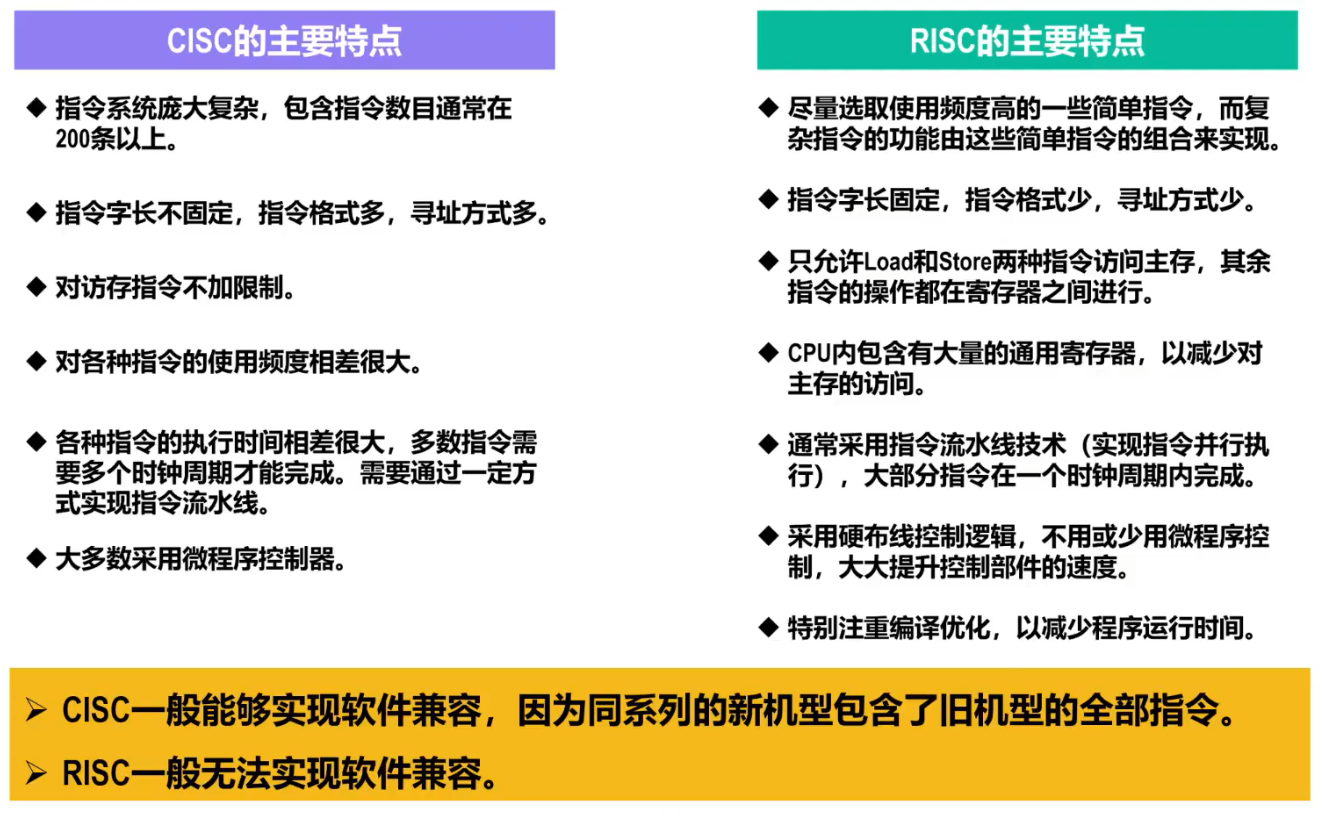 CISC的主要特点
◆ 指令系统庞大复杂，包含指令数目通常在
200条以上。
◆ 指令字长不固定，指令格式多，寻址方式多。
◆ 对访存指令不加限制。
◆ 对各种指令的使用频度相差很大。
◆ 各种指令的执行时间相差很大，多数指令需
要多个时钟周期才能完成。需要通过一定方
式实现指令流水线。
◆ 大多数采用微程序控制器。
RISC的主要特点
◆ 尽量选取使用频度高的一些简单指令，而复
杂指令的功能由这些简单指令的组合来实现。
◆ 指令字长固定，指令格式少，寻址方式少。
◆ 只允许Load和Store两种指令访问主存，其余
指令的操作都在寄存器之间进行。
◆ CPU内包含有大量的通用寄存器，以减少对
主存的访问。
◆ 通常采用指令流水线技术（实现指令并行执
行），大部分指令在一个时钟周期内完成。
◆ 采用硬布线控制逻辑，不用或少用微程序控
制，大大提升控制部件的速度。
◆ 特别注重编译优化，以减少程序运行时间。
➢ CISC一般能够实现软件兼容，因为同系列的新机型包含了旧机型的全部指令。
➢ RISC一般无法实现软件兼容。